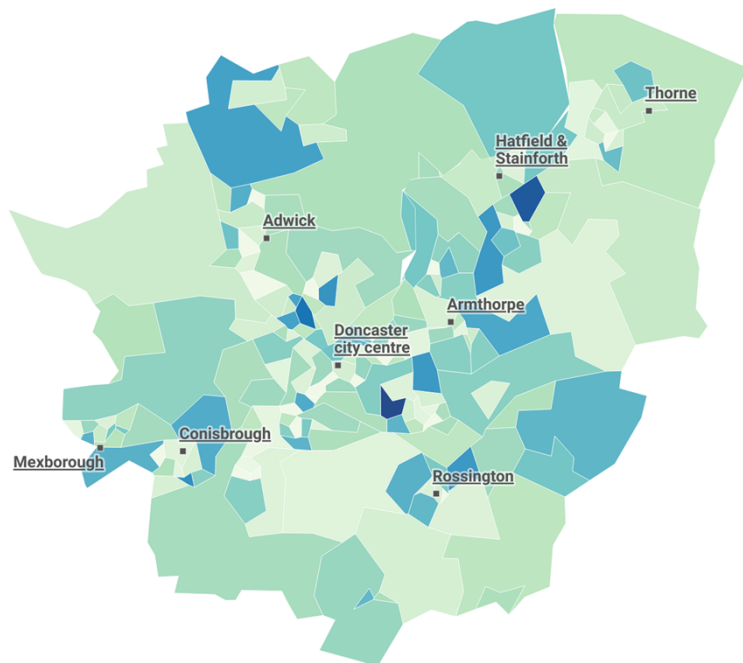 Thorne
Hatfield &
Stainforth
Adwick
Armthorpe
Doncaster
city centre
Conisbrough
Mexborough
Rossington